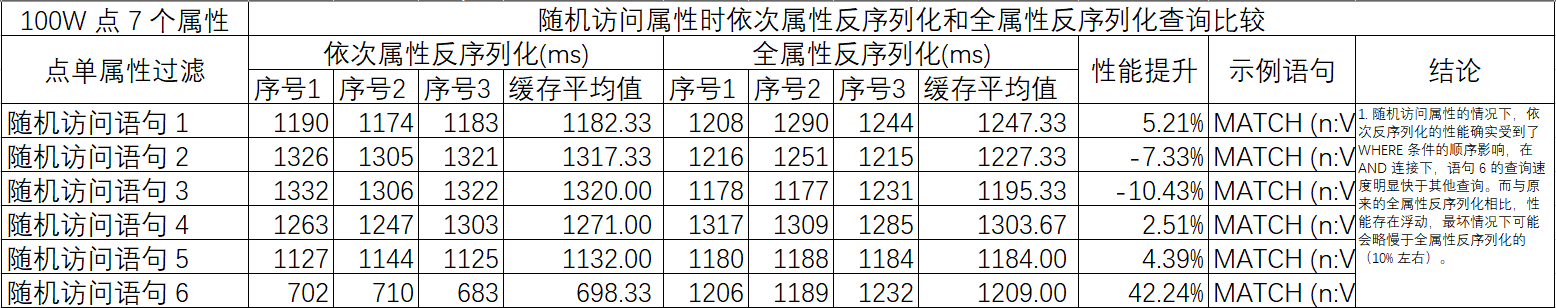 100W 点 7 个属性 随机访问属性时依次属性反序列化和全属性反序列化查询比较
点单属性过滤 依次属性反序列化(ms) 全属性反序列化(ms) 性能提升 示例语句 结论
序号1 序号2 序号3 缓存平均值 序号1 序号2 序号3 缓存平均值
随机访问语句 1 1190 1174 1183 1182.33 1208 1290 1244 1247.33 5.21% MATCH (n:V
随机访问语句 2 1326 1305 1321 1317.33 1216 1251 1215 1227.33 -7.33% MATCH (n:V
随机访问语句 3 1332 1306 1322 1320.00 1178 1177 1231 1195.33 -10.43% MATCH (n:V
随机访问语句 4 1263 1247 1303 1271.00 1317 1309 1285 1303.67 2.51% MATCH (n:V
随机访问语句 5 1127 1144 1125 1132.00 1180 1188 1184 1184.00 4.39% MATCH (n:V
随机访问语句 6 702 710 683 698.33 1206 1189 1232 1209.00 42.24% MATCH (n:V
1. 随机访问属性的情况下，依
次反序列化的性能确实受到了
WHERE 条件的顺序影响，在
AND 连接下，语句 6 的查询速
度明显快于其他查询。而与原
来的全属性反序列化相比，性
能存在浮动，最坏情况下可能
会略慢于全属性反序列化的
（10% 左右）。